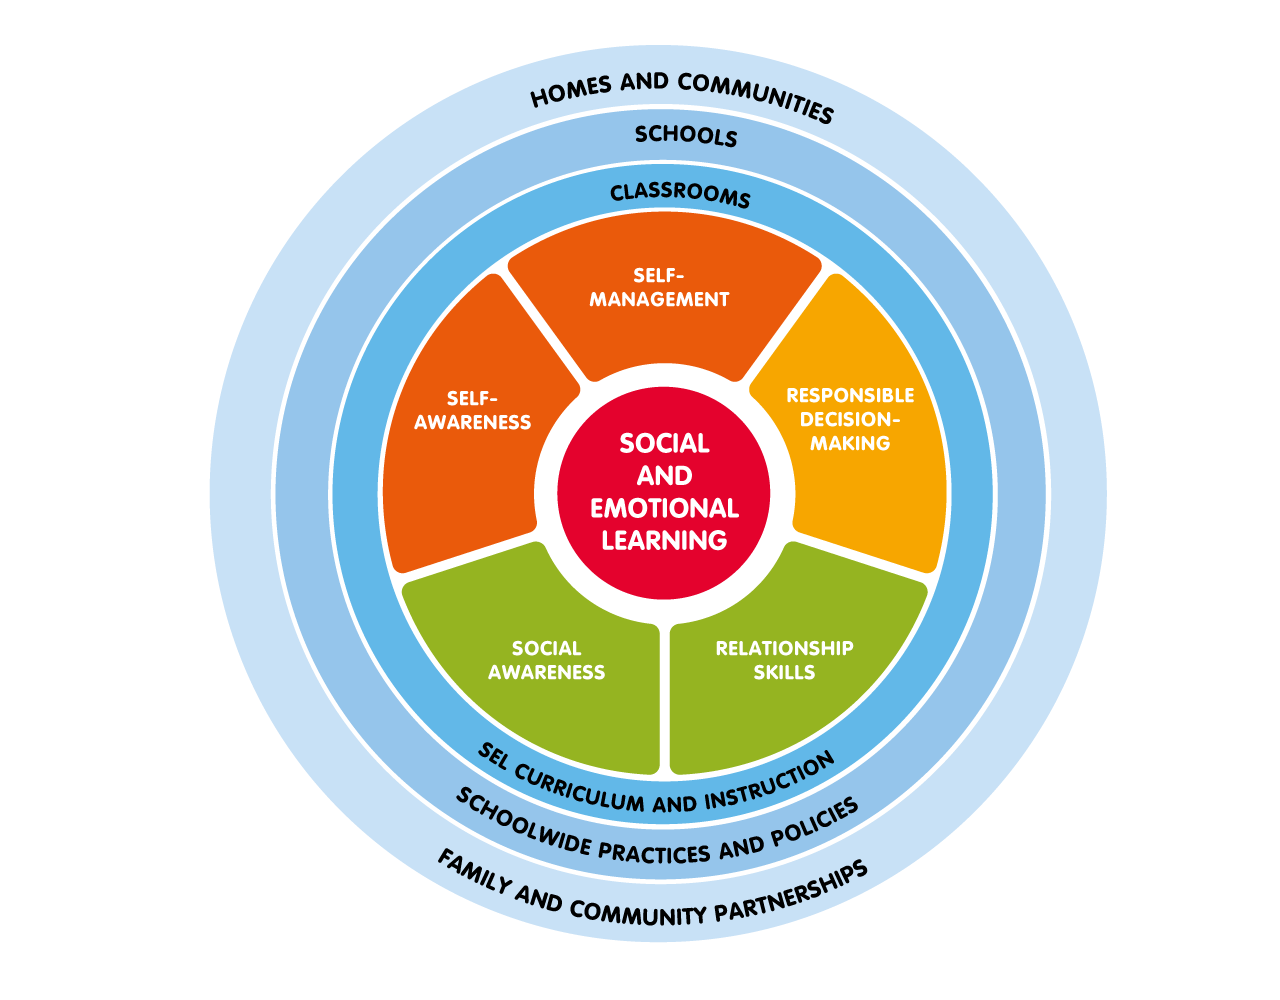 HOMES AND COMMUNITIES
SCHOOLS
CLASSROOMS
SELF-
MANAGEMENT
SELF-
AWARENESS
RESPONSIBLE
DECISION-
MAKING
SOCIAL
AND
EMOTIONAL
LEARNING
SOCIAL
AWARENESS
RELATIONSHIP
SKILLS
SEL CURRICULUM AND INSTRUCTION
SCHOOLWIDE PRACTICES AND POLICIES
FAMILY AND COMMUNITY PARTNERSHIPS